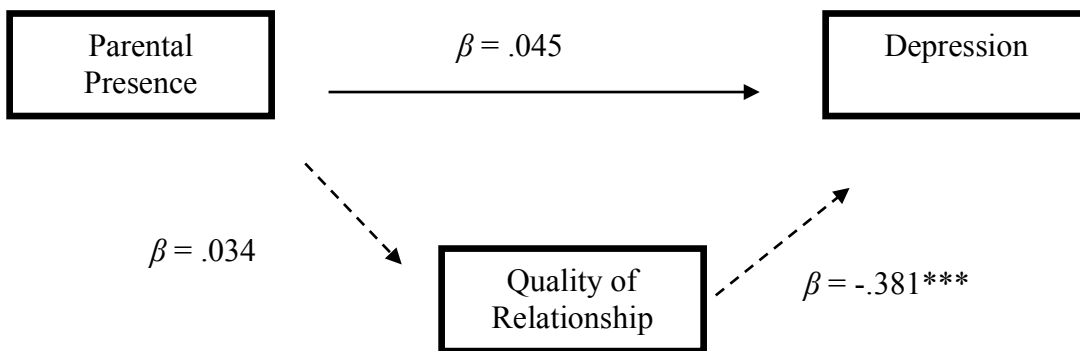 Parental
Presence
β = .045
Depression
β = .034
Quality of
Relationship
β = -.381***